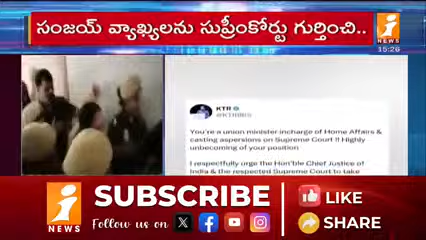 సంజయ్ వ్యాఖ్యలను సుప్రీంకోర్టు గుర్తించి..
i
NEWS
15:26
KTR
@KTRBRS
You're a union minister incharge of Home Affairs &
casting aspersions on Supreme Court !! Highly
unbecoming of your position
I respectfully urge the Hon'ble Chief Justice of
India & the respected Supreme Court to take
i
NEWS
SUBSCRIBE
Follow us on
LIKE
SHARE